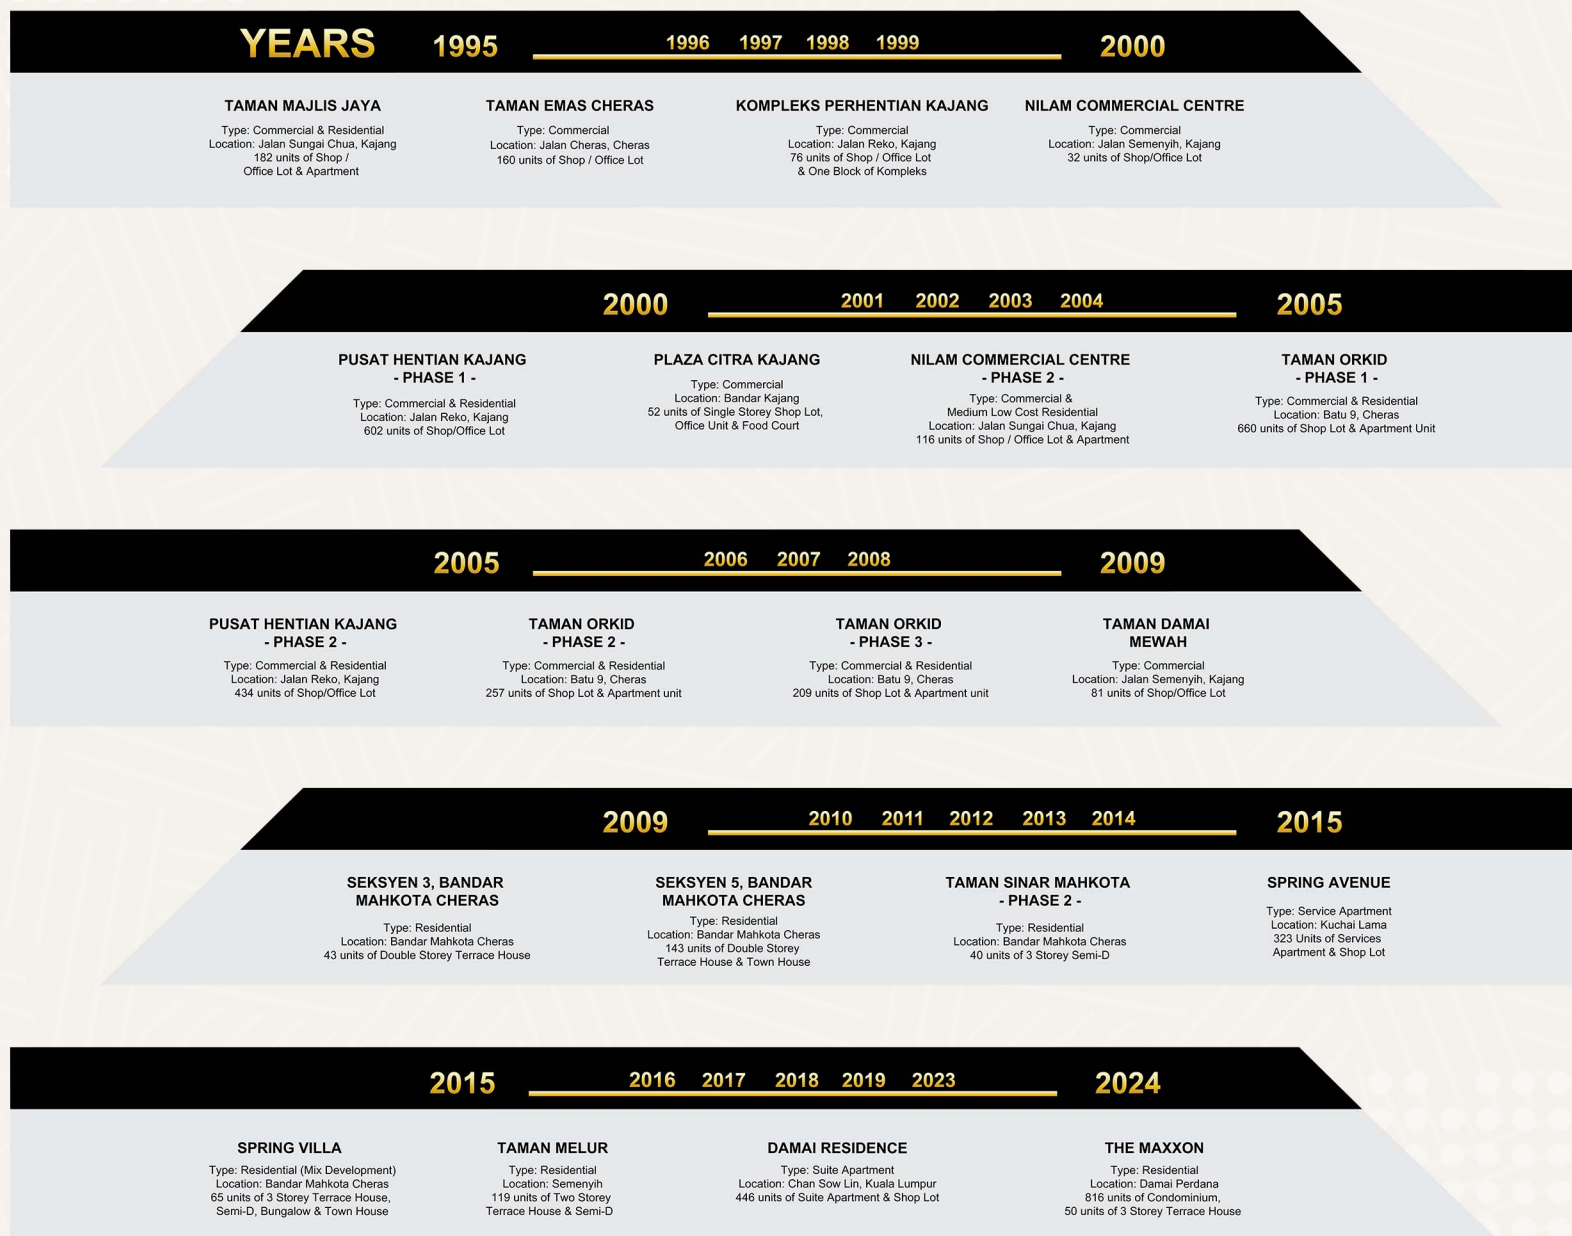 YEARS 1995 1996 1997 1998 1999 2000
TAMAN MAJLIS JAYA
Type: Commercial & Residential
Location: Jalan Sungai Chua, Kajang
182 units of Shop /
Office Lot & Apartment
TAMAN EMAS CHERAS
Type: Commercial
Location: Jalan Cheras, Cheras
160 units of Shop / Office Lot
KOMPLEKS PERHENTIAN KAJANG
Type: Commercial
Location: Jalan Reko, Kajang
76 units of Shop / Office Lot
& One Block of Kompleks
NILAM COMMERCIAL CENTRE
Type: Commercial
Location: Jalan Semenyih, Kajang
32 units of Shop/Office Lot
2000 2001 2002 2003 2004 2005
PUSAT HENTIAN KAJANG
- PHASE 1 -
Type: Commercial & Residential
Location: Jalan Reko, Kajang
602 units of Shop/Office Lot
PLAZA CITRA KAJANG
Type: Commercial
Location: Bandar Kajang
52 units of Single Storey Shop Lot,
Office Unit & Food Court
NILAM COMMERCIAL CENTRE
- PHASE 2 -
Type: Commercial &
Medium Low Cost Residential
Location: Jalan Sungai Chua, Kajang
116 units of Shop / Office Lot & Apartment
TAMAN ORKID
- PHASE 1 -
Type: Commercial & Residential
Location: Batu 9, Cheras
660 units of Shop Lot & Apartment Unit
2005 2006 2007 2008 2009
PUSAT HENTIAN KAJANG
- PHASE 2 -
Type: Commercial & Residential
Location: Jalan Reko, Kajang
434 units of Shop/Office Lot
TAMAN ORKID
- PHASE 2 -
Type: Commercial & Residential
Location: Batu 9, Cheras
257 units of Shop Lot & Apartment unit
TAMAN ORKID
- PHASE 3 -
Type: Commercial & Residential
Location: Batu 9, Cheras
209 units of Shop Lot & Apartment unit
TAMAN DAMAI
MEWAH
Type: Commercial
Location: Jalan Semenyih, Kajang
81 units of Shop/Office Lot
2009 2010 2011 2012 2013 2014 2015
SEKSYEN 3, BANDAR
MAHKOTA CHERAS
Type: Residential
Location: Bandar Mahkota Cheras
43 units of Double Storey Terrace House
SEKSYEN 5, BANDAR
MAHKOTA CHERAS
Type: Residential
Location: Bandar Mahkota Cheras
143 units of Double Storey
Terrace House & Town House
TAMAN SINAR MAHKOTA
- PHASE 2 -
Type: Residential
Location: Bandar Mahkota Cheras
40 units of 3 Storey Semi-D
SPRING AVENUE
Type: Service Apartment
Location: Kuchai Lama
323 Units of Services
Apartment & Shop Lot
2015 2016 2017 2018 2019 2023 2024
SPRING VILLA
Type: Residential (Mix Development)
Location: Bandar Mahkota Cheras
65 units of 3 Storey Terrace House,
Semi-D, Bungalow & Town House
TAMAN MELUR
Type: Residential
Location: Semenyih
119 units of Two Storey
Terrace House & Semi-D
DAMAI RESIDENCE
Type: Suite Apartment
Location: Chan Sow Lin, Kuala Lumpur
446 units of Suite Apartment & Shop Lot
THE MAXXON
Type: Residential
Location: Damai Perdana
816 units of Condominium,
50 units of 3 Storey Terrace House